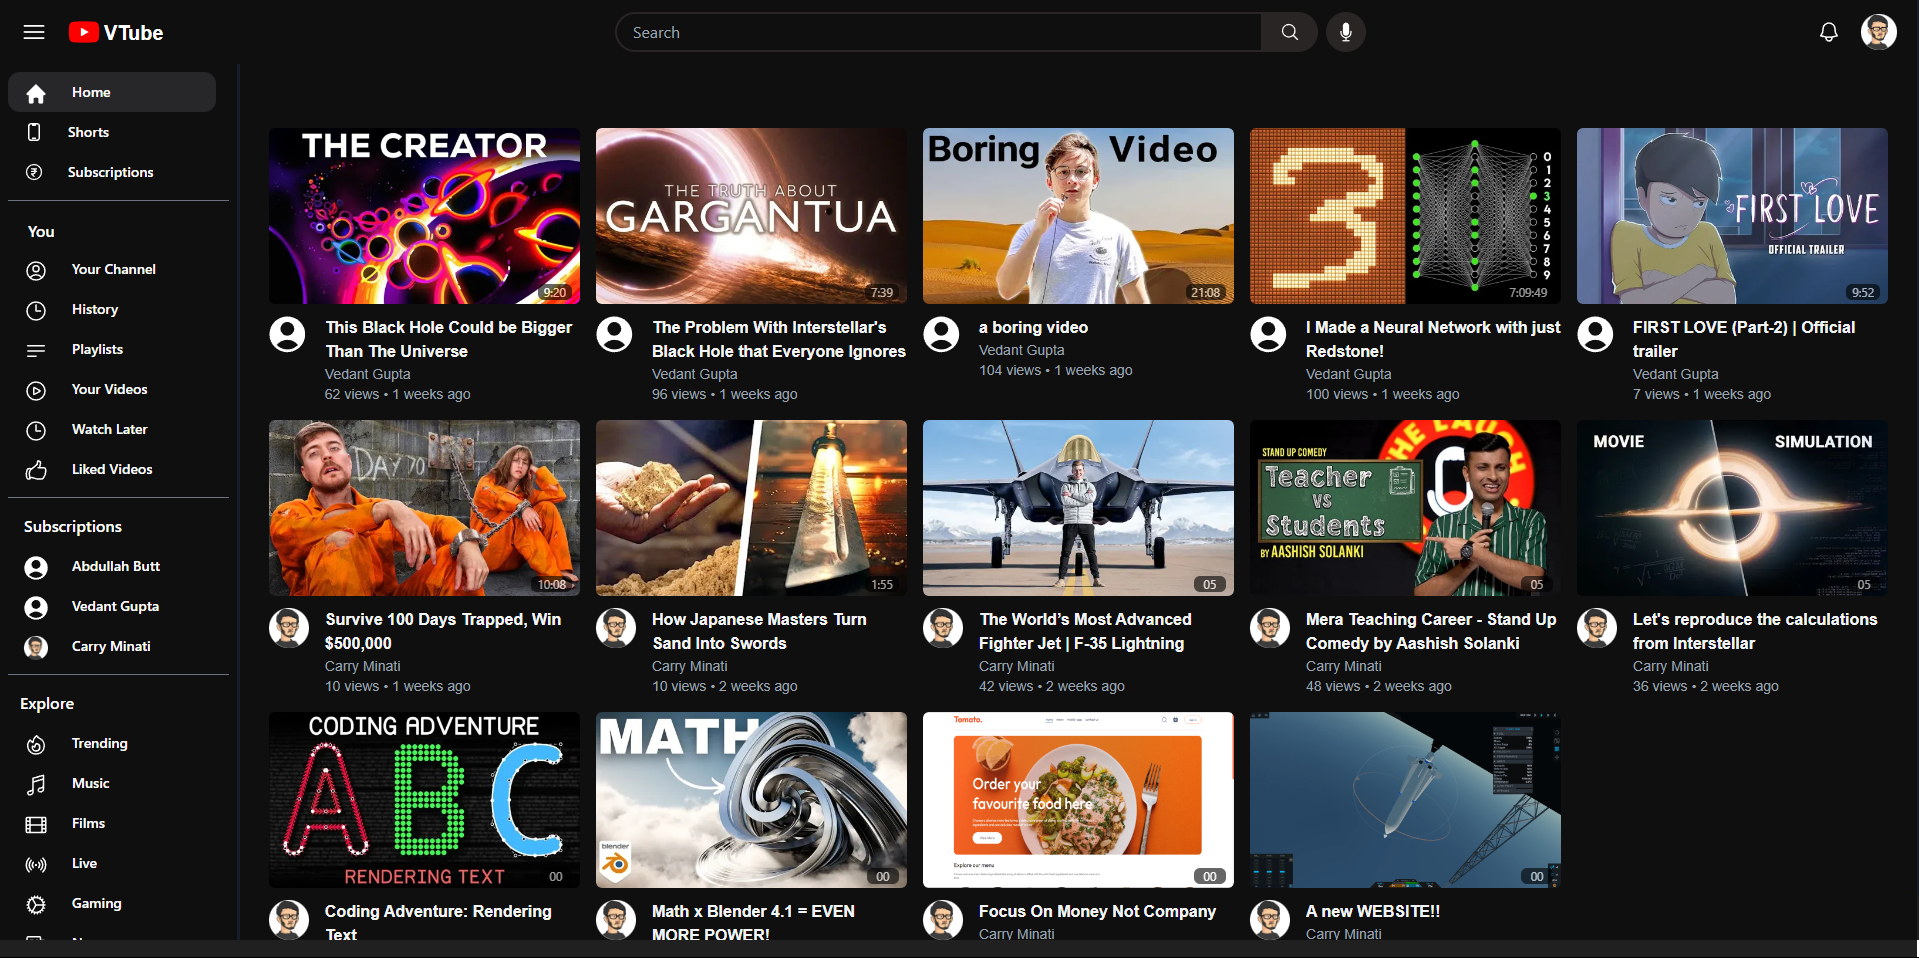 VTube
Search
Home
Shorts
Subscriptions
You
Your Channel
History
Playlists
Your Videos
Watch Later
Liked Videos
Subscriptions
Abdullah Butt
Vedant Gupta
Carry Minati
Explore
Trending
Music
Films
Live
Gaming
THE CREATOR
9:20
This Black Hole Could be Bigger
Than The Universe
Vedant Gupta
62 views • 1 weeks ago
THE TRUTH ABOUT
GARGANTUA
7:39
The Problem With Interstellar's
Black Hole that Everyone Ignores
Vedant Gupta
96 views • 1 weeks ago
Boring Video
21:08
a boring video
Vedant Gupta
104 views • 1 weeks ago
3
0
1
2
3
4
5
6
7
8
9
7:09:49
I Made a Neural Network with just
Redstone!
Vedant Gupta
100 views • 1 weeks ago
FIRST LOVE
OFFICIAL TRAILER
9:52
FIRST LOVE (Part-2) | Official
trailer
Vedant Gupta
7 views • 1 weeks ago
DAY 70
10:08
Survive 100 Days Trapped, Win
$500,000
Carry Minati
10 views • 1 weeks ago
1:55
How Japanese Masters Turn
Sand Into Swords
Carry Minati
10 views • 2 weeks ago
05
The World’s Most Advanced
Fighter Jet | F-35 Lightning
Carry Minati
42 views • 2 weeks ago
THE LAUGH
STAND UP COMEDY
Teacher
vs
Students
BY AASHISH SOLANKI
05
Mera Teaching Career - Stand Up
Comedy by Aashish Solanki
Carry Minati
48 views • 2 weeks ago
MOVIE
SIMULATION
05
Let's reproduce the calculations
from Interstellar
Carry Minati
36 views • 2 weeks ago
CODING ADVENTURE
ABC
RENDERING TEXT
00
Coding Adventure: Rendering
Text
MATH
blender
00
Math x Blender 4.1 = EVEN
MORE POWER!
Carry Minati
Tomato.
Order your
favourite food here
Explore our menu
00
Focus On Money Not Company
Carry Minati
00
A new WEBSITE!!
Carry Minati